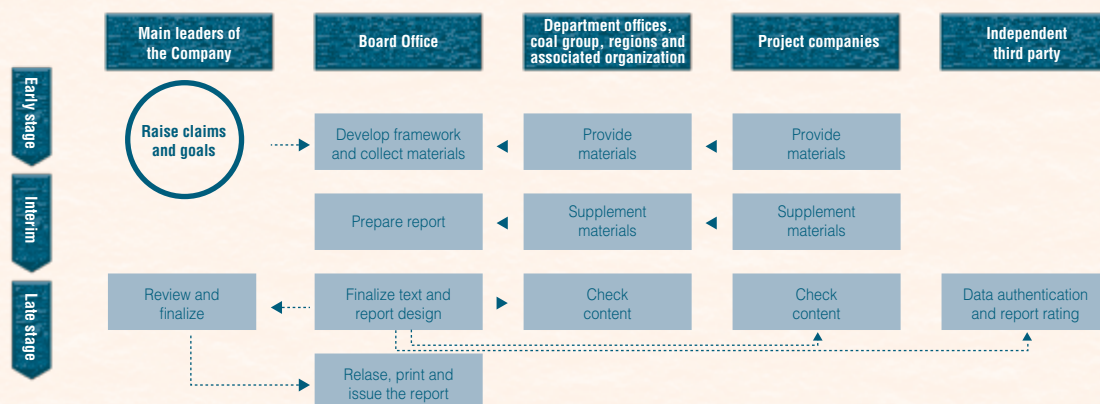 Main leaders of
the Company
Board Office
Department offices,
coal group, regions and
associated organization
Project companies
Independent
third party
Early stage
Raise claims
and goals
Develop framework
and collect materials
Provide
materials
Provide
materials
Interim
Prepare report
Supplement
materials
Supplement
materials
Late stage
Review and
finalize
Finalize text and
report design
Check
content
Check
content
Data authentication
and report rating
Relase, print and
issue the report